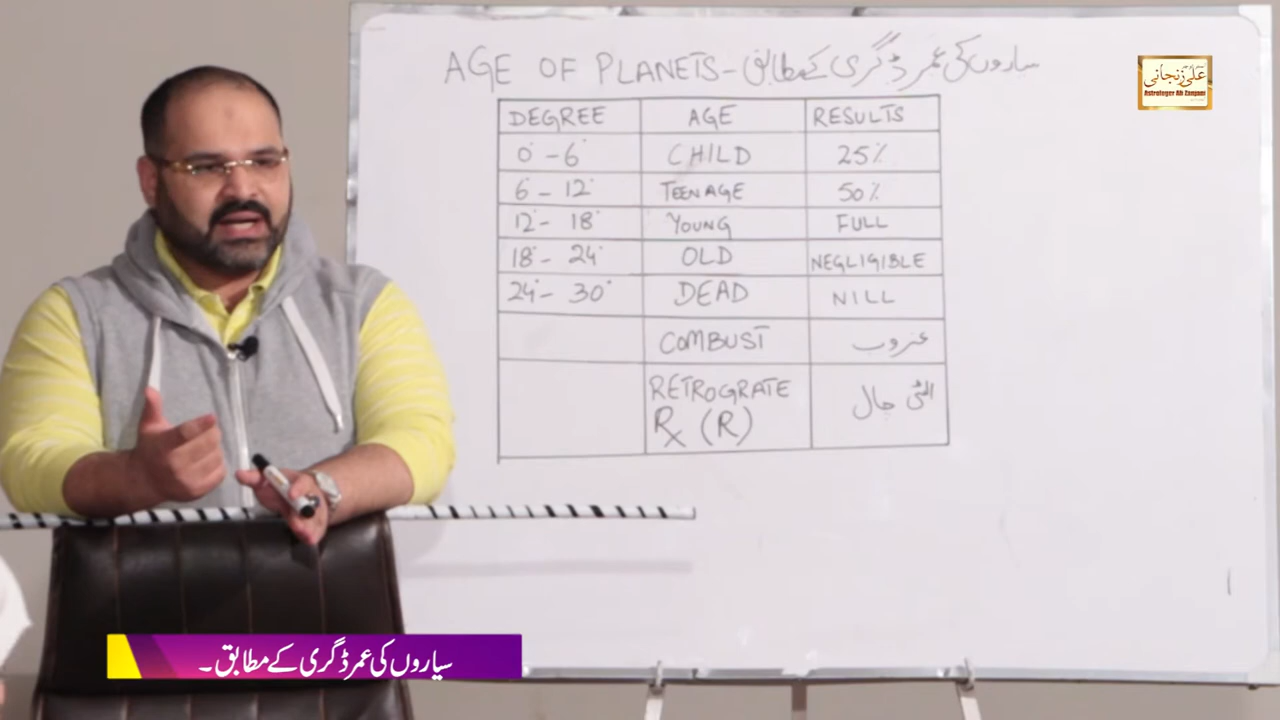 AGE OF PLANETS - ساروں کی عمر ڈگری کے مطابق
DEGREE AGE RESULTS
0° - 6° CHILD 25%
6° - 12° TEENAGE 50%
12° - 18° YOUNG FULL
18° - 24° OLD NEGLIGIBLE
24° - 30° DEAD NILL
COMBUST غروب
RETROGRATE الٹی چال
Rx (R)
علی زنجانی
Astrologer Ali Zanjani
سیاروں کی عمر ڈگری کے مطابق ۔